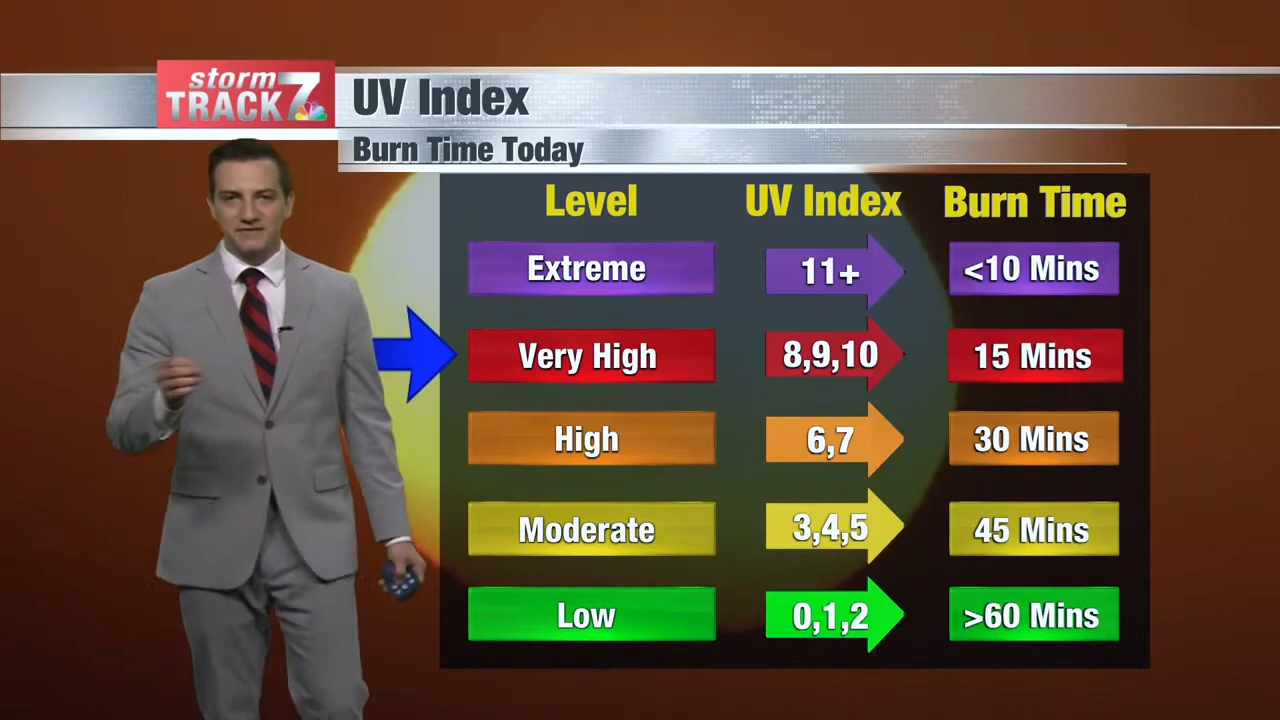 storm
TRACK 7
UV Index
Burn Time Today
Level UV Index Burn Time
Extreme 11+ <10 Mins
Very High 8,9,10 15 Mins
High 6,7 30 Mins
Moderate 3,4,5 45 Mins
Low 0,1,2 >60 Mins